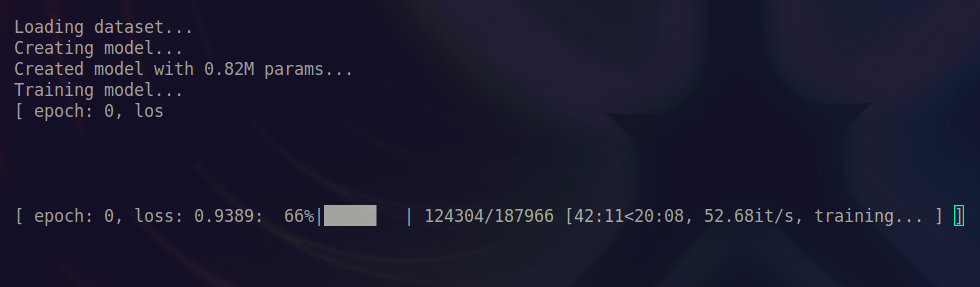 Loading dataset...
Creating model...
Created model with 0.82M params...
Training model...
[ epoch: 0, los
[ epoch: 0, loss: 0.9389:  66%|█████   | 124304/187966 [42:11<20:08, 52.68it/s, training... ] ]